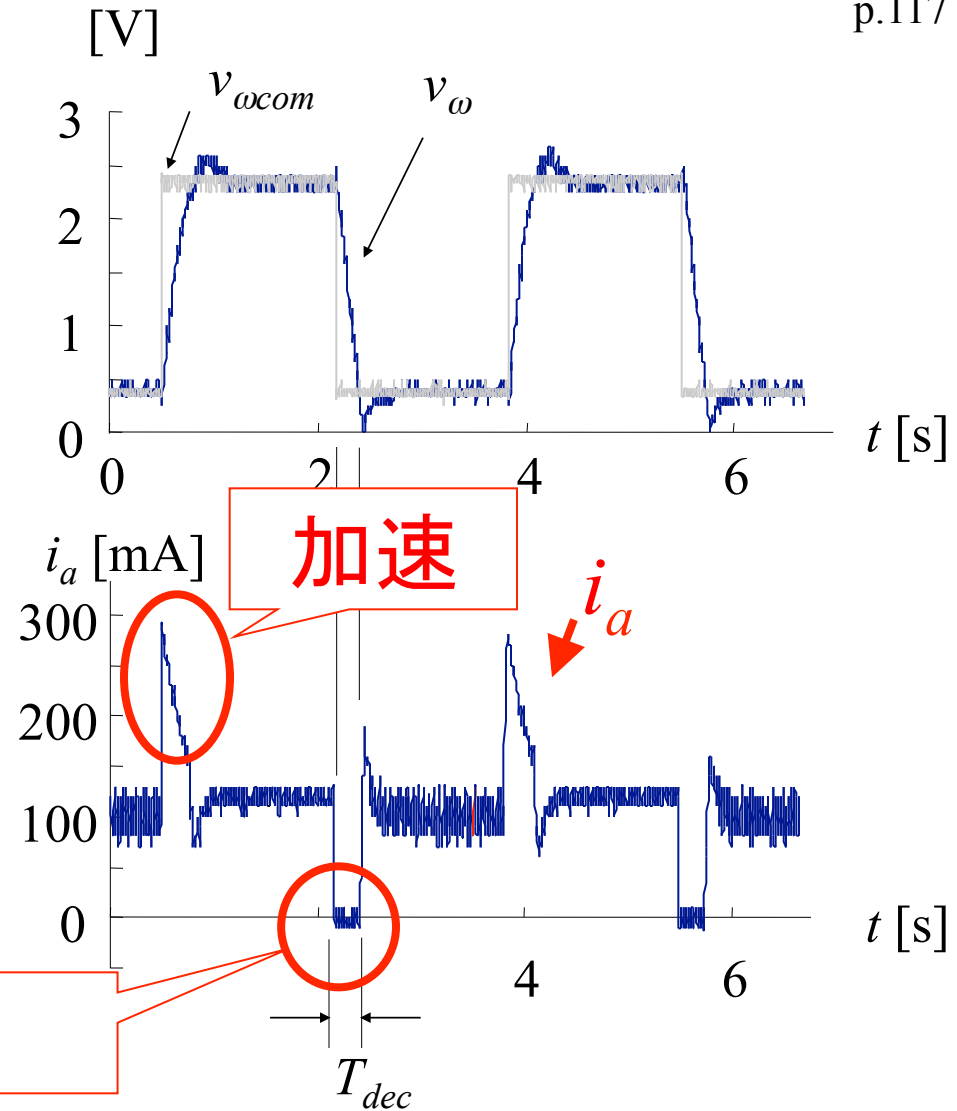 p.117
[V]
vωcom
vω
3
2
1
0
t [s]
0 2 4 6
加速
ia [mA]
ia
300
200
100
0
t [s]
4 6
Tdec